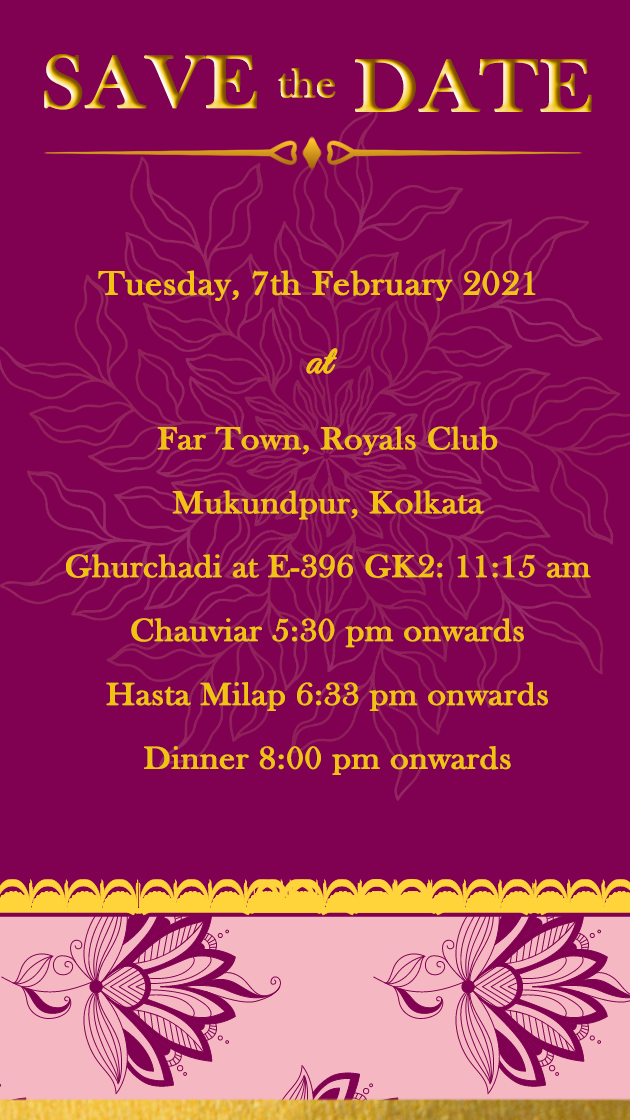 SAVE the DATE
Tuesday, 7th February 2021
at
Far Town, Royals Club
Mukundpur, Kolkata
Ghurchadi at E-396 GK2: 11:15 am
Chauviar 5:30 pm onwards
Hasta Milap 6:33 pm onwards
Dinner 8:00 pm onwards